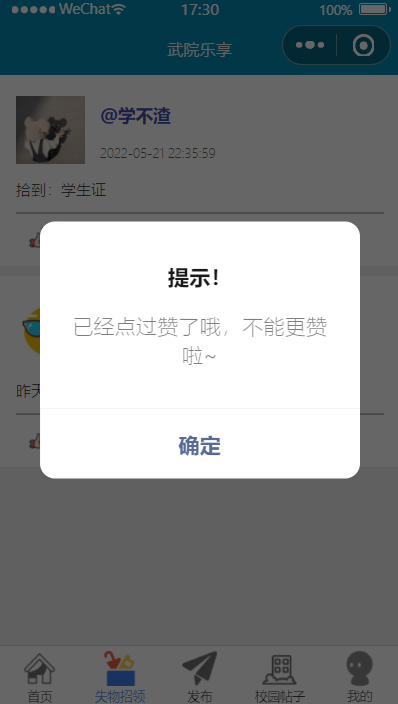 WeChat 17:30 100%
武院乐享
@学不渣
2022-05-21 22:35:59
拾到：学生证
提示！
已经点过赞了哦，不能更赞
啦~
昨天
确定
首页 失物招领 发布 校园帖子 我的